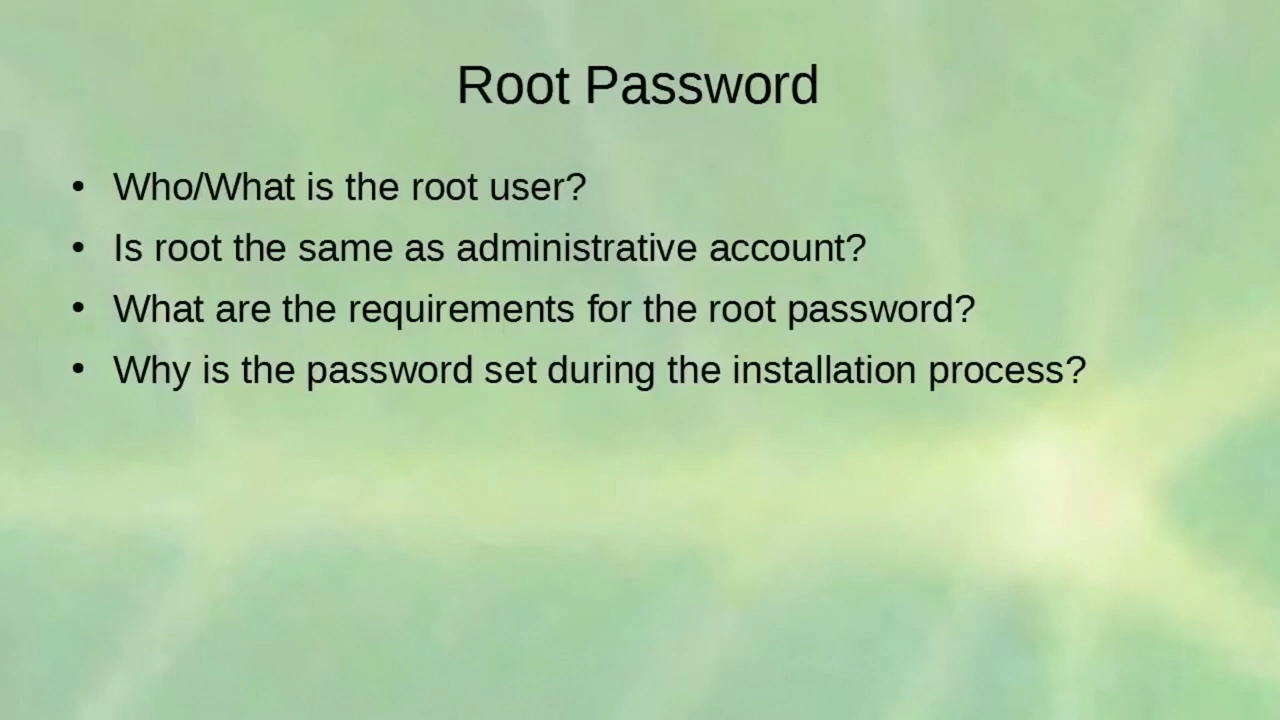 Root Password
• Who/What is the root user?
• Is root the same as administrative account?
• What are the requirements for the root password?
• Why is the password set during the installation process?